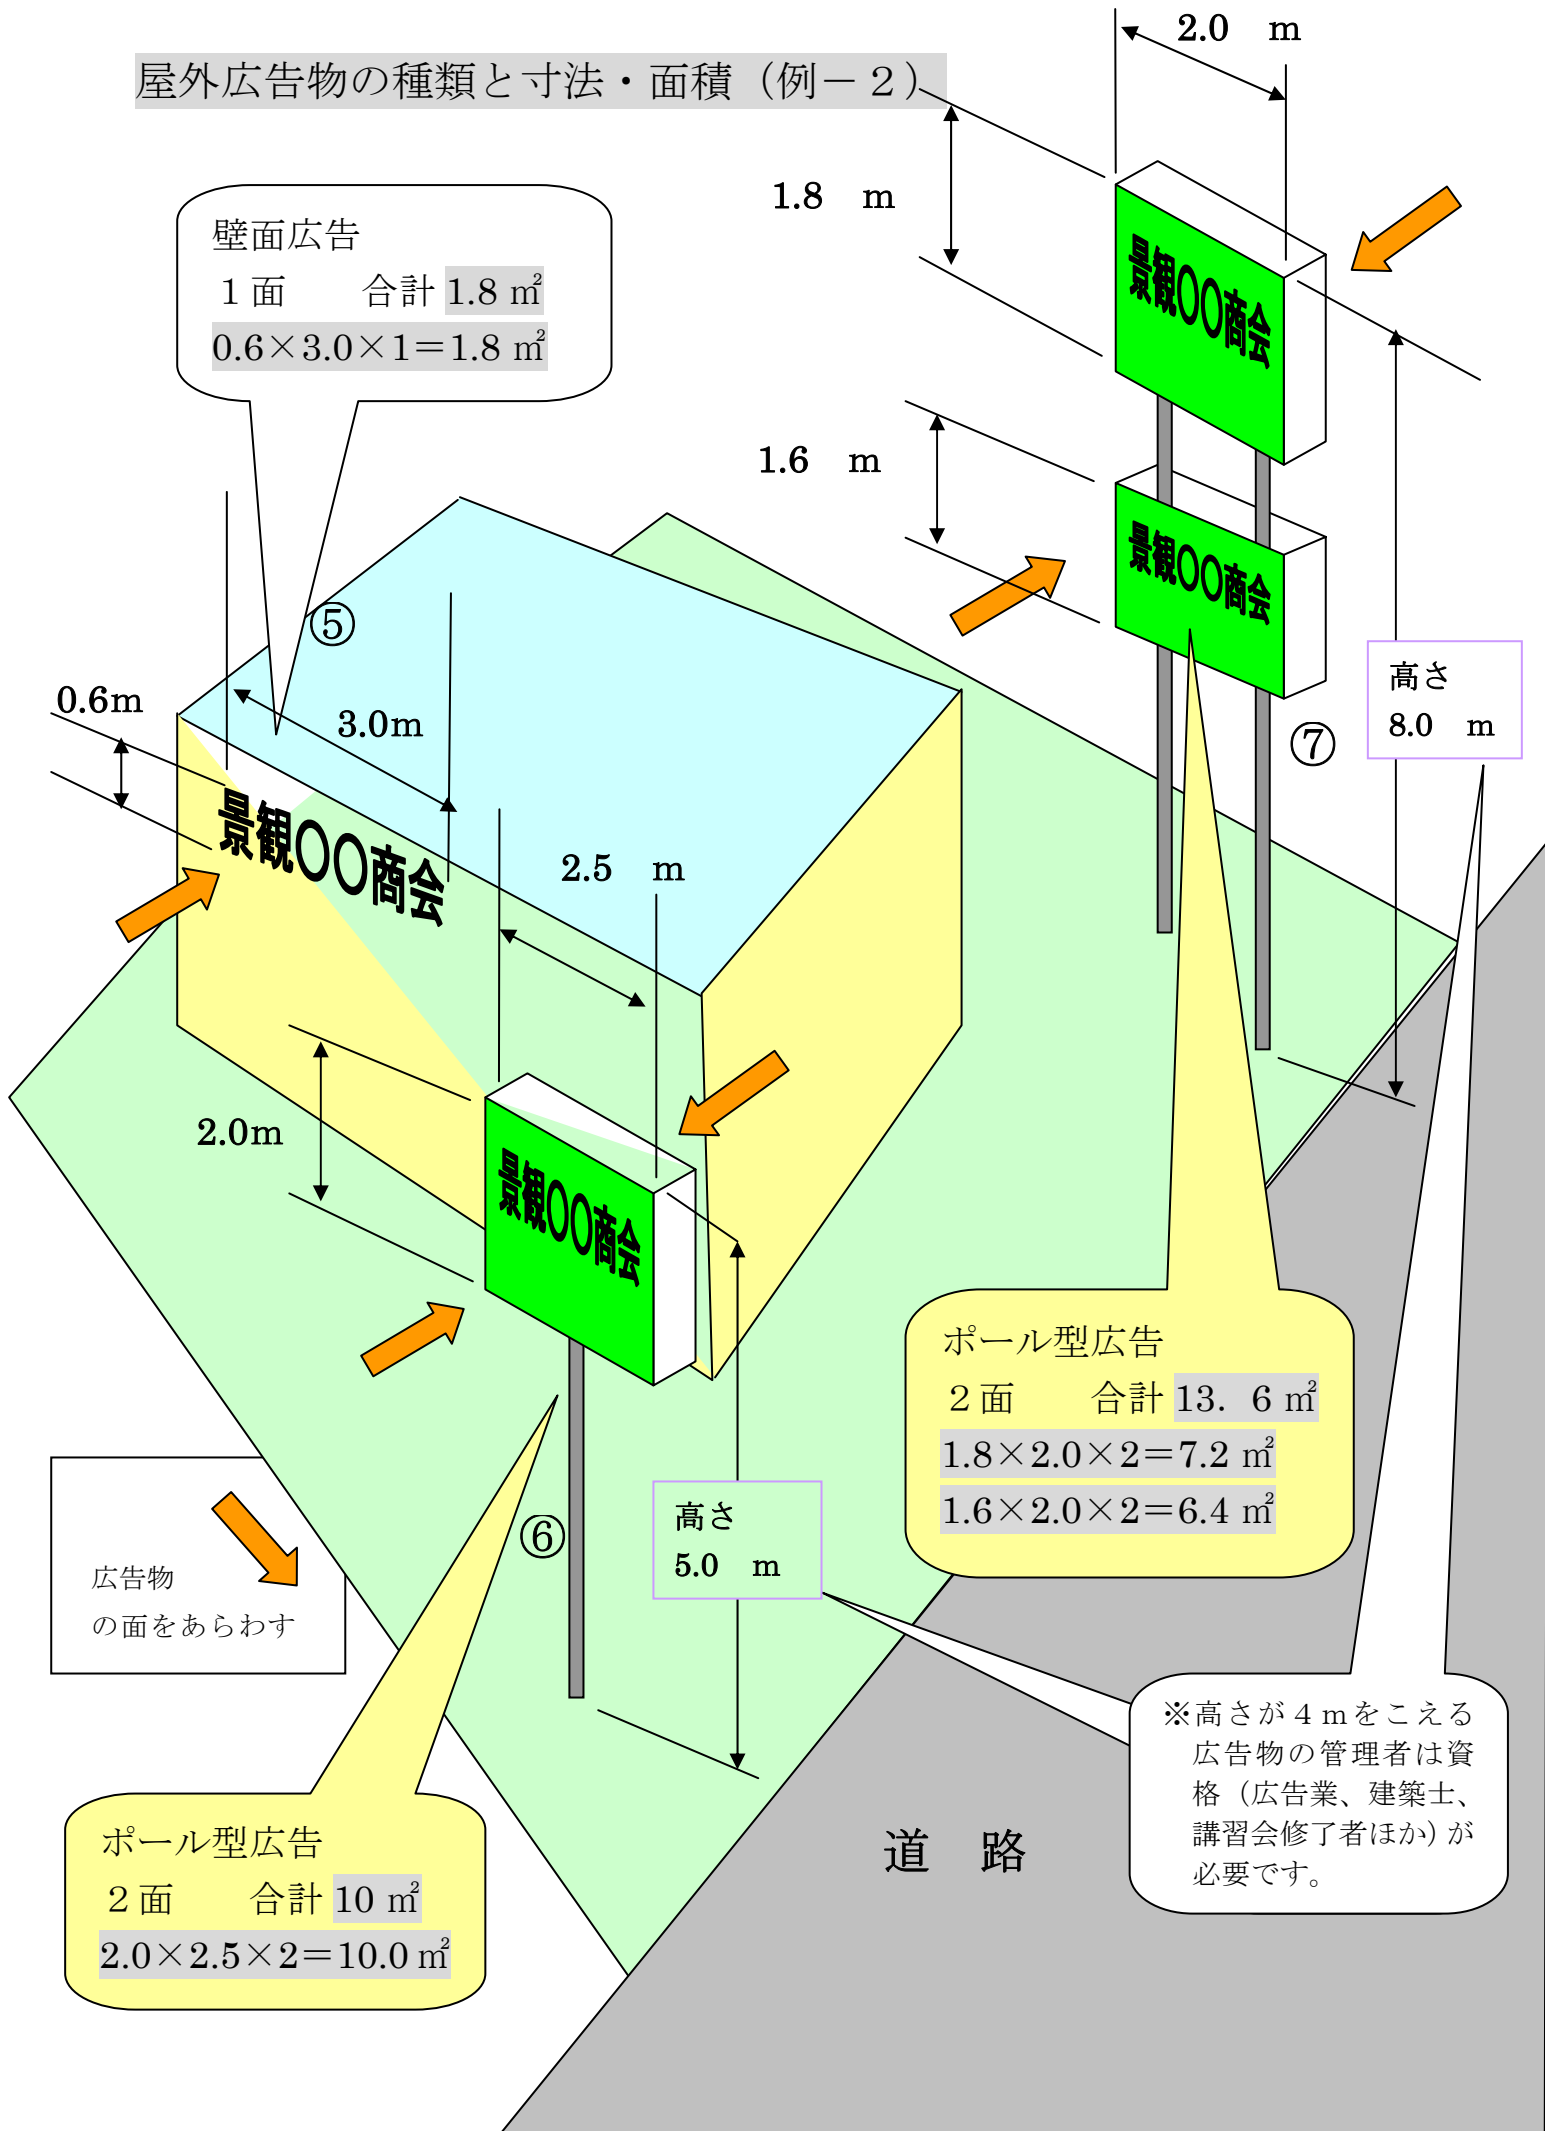 屋外広告物の種類と寸法・面積（例－２）
2.0　m
1.8　m
壁面広告
１面　　合計 1.8 ㎡
0.6×3.0×1＝1.8 ㎡
景観〇〇商会
1.6　m
景観〇〇商会
⑤
高さ
8.0　m
⑦
0.6m
3.0m
景観〇〇商会
2.5　m
2.0m
景観〇〇商会
ポール型広告
２面　　合計 13．6 ㎡
1.8×2.0×2＝7.2 ㎡
1.6×2.0×2＝6.4 ㎡
高さ
5.0　m
⑥
広告物
の面をあらわす
※高さが４ｍをこえる
広告物の管理者は資
格（広告業、建築士、
講習会修了者ほか）が
必要です。
道　路
ポール型広告
２面　　合計 10 ㎡
2.0×2.5×2＝10.0 ㎡